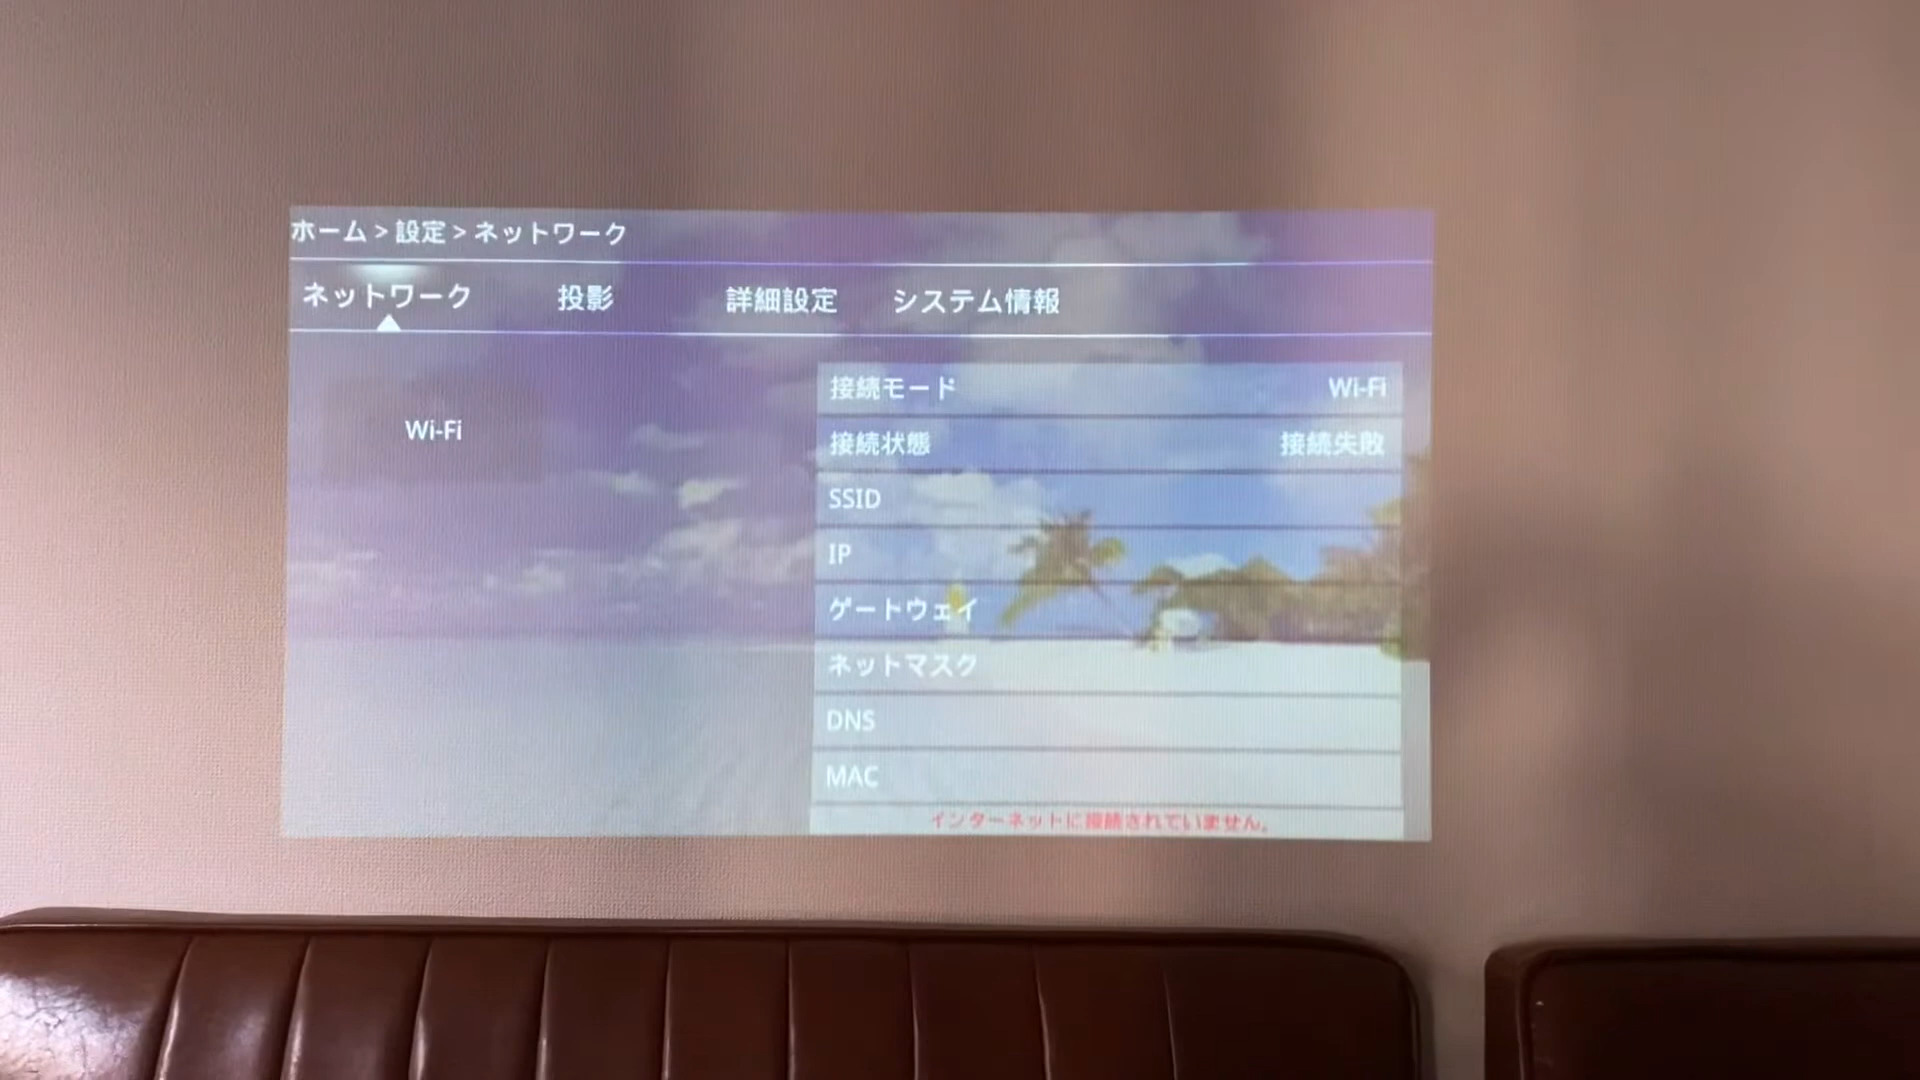 ホーム > 設定 > ネットワーク
ネットワーク 投影 詳細設定 システム情報
Wi-Fi
接続モード Wi-Fi
接続状態 接続失敗
SSID
IP
ゲートウェイ
ネットマスク
DNS
MAC
インターネットに接続されていません。